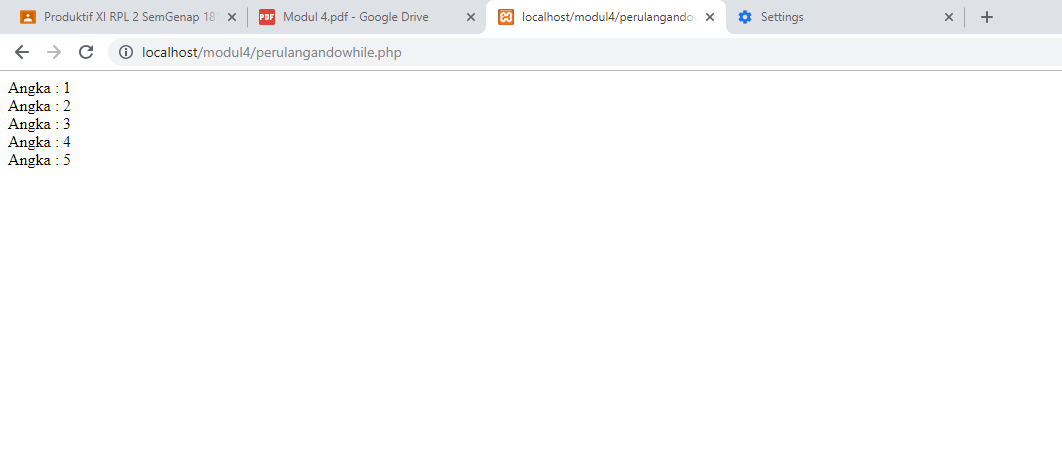 Produktif XI RPL 2 SemGenap 18
PDF Modul 4.pdf - Google Drive
localhost/modul4/perulangando
Settings
localhost/modul4/perulangandowhile.php
Angka : 1
Angka : 2
Angka : 3
Angka : 4
Angka : 5